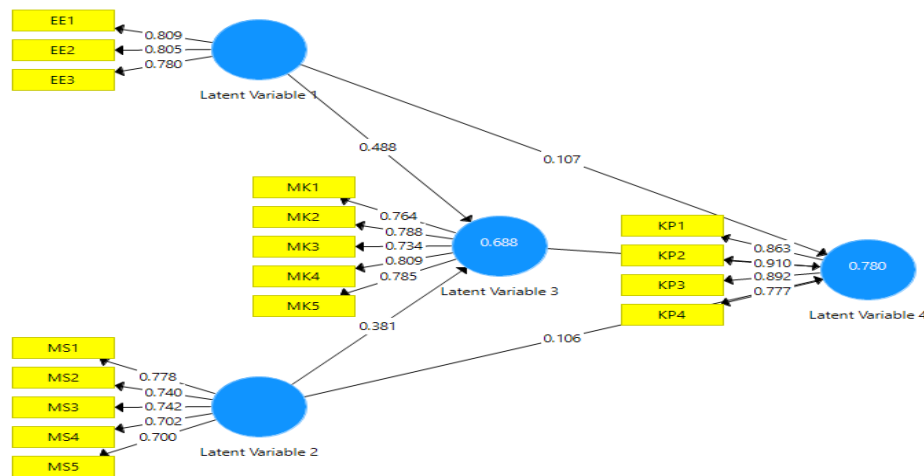 EE1
0.809
EE2
0.805
EE3
0.780
Latent Variable 1
0.488
0.107
MK1
0.764
MK2
0.788
MK3
0.734
MK4
0.809
MK5
0.785
0.688
Latent Variable 3
KP1
0.863
KP2
0.910
KP3
0.892
KP4
0.777
0.780
Latent Variable 4
0.381
0.106
MS1
0.778
MS2
0.740
MS3
0.742
MS4
0.702
MS5
0.700
Latent Variable 2